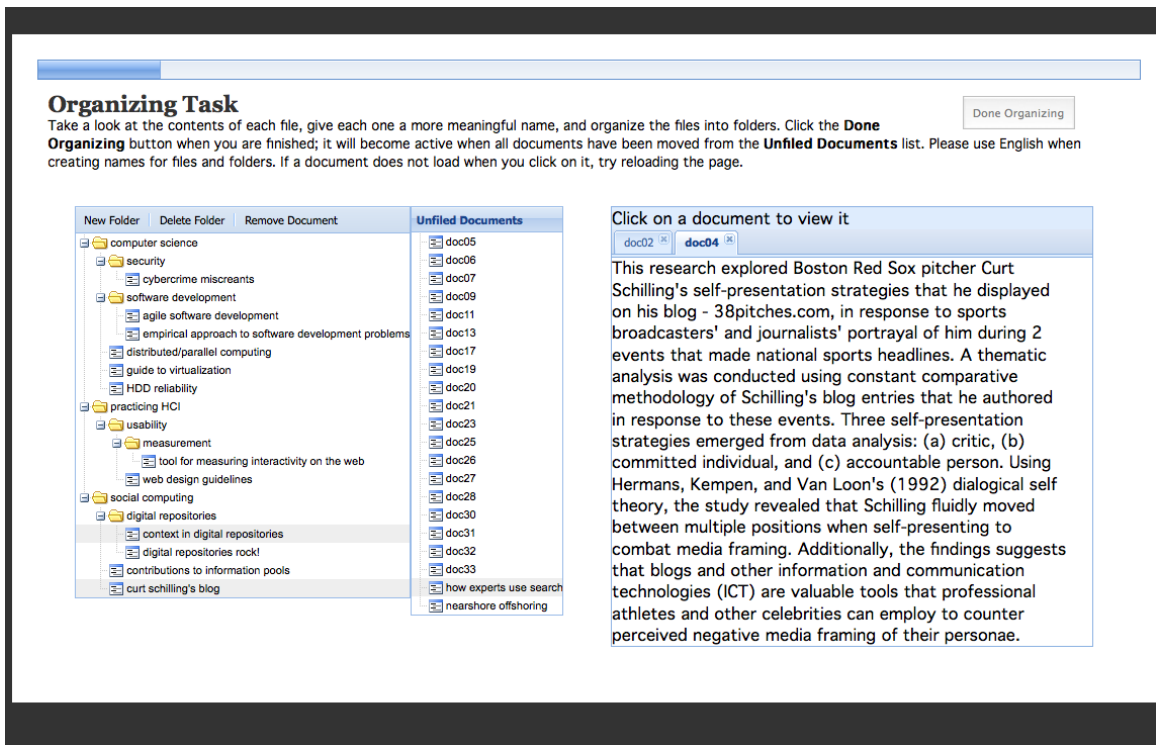 Organizing Task
Done Organizing
Take a look at the contents of each file, give each one a more meaningful name, and organize the files into folders. Click the Done
Organizing button when you are finished; it will become active when all documents have been moved from the Unfiled Documents list. Please use English when
creating names for files and folders. If a document does not load when you click on it, try reloading the page.
New Folder Delete Folder Remove Document
computer science
security
cybercrime miscreants
software development
agile software development
empirical approach to software development problems
distributed/parallel computing
guide to virtualization
HDD reliability
practicing HCI
usability
measurement
tool for measuring interactivity on the web
web design guidelines
social computing
digital repositories
context in digital repositories
digital repositories rock!
contributions to information pools
curt schilling's blog
Unfiled Documents
doc05
doc06
doc07
doc09
doc11
doc13
doc17
doc19
doc20
doc21
doc23
doc25
doc26
doc27
doc28
doc30
doc31
doc32
doc33
how experts use search
nearshore offshoring
Click on a document to view it
doc02 doc04
This research explored Boston Red Sox pitcher Curt
Schilling's self-presentation strategies that he displayed
on his blog - 38pitches.com, in response to sports
broadcasters' and journalists' portrayal of him during 2
events that made national sports headlines. A thematic
analysis was conducted using constant comparative
methodology of Schilling's blog entries that he authored
in response to these events. Three self-presentation
strategies emerged from data analysis: (a) critic, (b)
committed individual, and (c) accountable person. Using
Hermans, Kempen, and Van Loon's (1992) dialogical self
theory, the study revealed that Schilling fluidly moved
between multiple positions when self-presenting to
combat media framing. Additionally, the findings suggests
that blogs and other information and communication
technologies (ICT) are valuable tools that professional
athletes and other celebrities can employ to counter
perceived negative media framing of their personae.